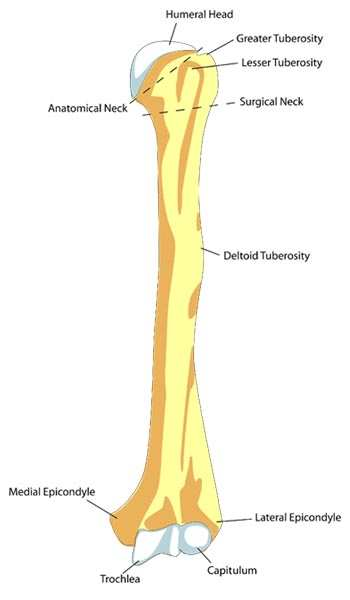 Humeral Head
Greater Tuberosity
Lesser Tuberosity
Anatomical Neck
Surgical Neck
Deltoid Tuberosity
Medial Epicondyle
Lateral Epicondyle
Capitulum
Trochlea